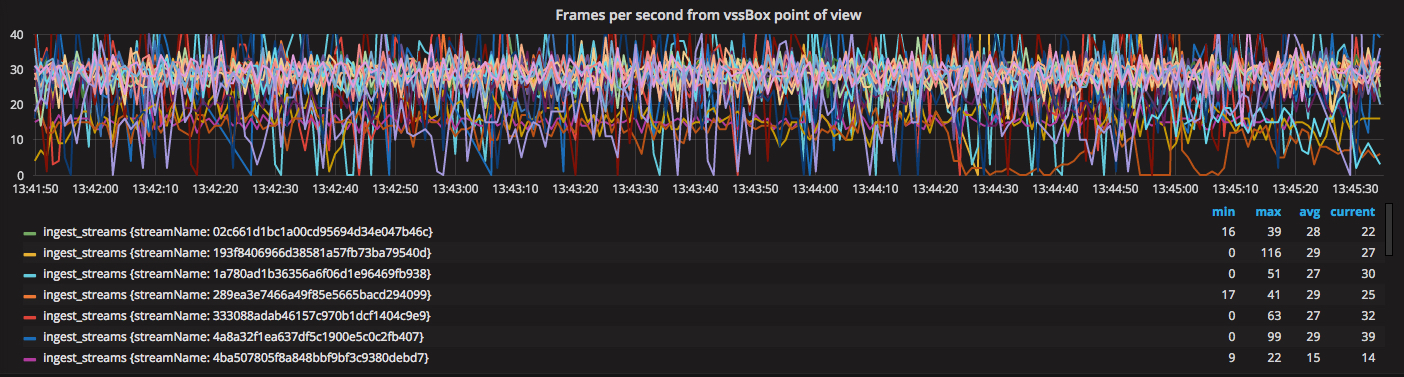 Frames per second from vssBox point of view
40
30
20
10
0
13:41:50 13:42:00 13:42:10 13:42:20 13:42:30 13:42:40 13:42:50 13:43:00 13:43:10 13:43:20 13:43:30 13:43:40 13:43:50 13:44:00 13:44:10 13:44:20 13:44:30 13:44:40 13:44:50 13:45:00 13:45:10 13:45:20 13:45:30
min max avg current
ingest_streams {streamName: 02c661d1bc1a00cd95694d34e047b46c} 16 39 28 22
ingest_streams {streamName: 193f8406966d38581a57fb73ba79540d} 0 116 29 27
ingest_streams {streamName: 1a780ad1b36356a6f06d1e96469fb938} 0 51 27 30
ingest_streams {streamName: 289ea3e7466a49f85e5665bacd294099} 17 41 29 25
ingest_streams {streamName: 333088adab46157c970b1dcf1404c9e9} 0 63 27 32
ingest_streams {streamName: 4a8a32f1ea637df5c1900e5c0c2fb407} 0 99 29 39
ingest_streams {streamName: 4ba507805f8a848bbf9bf3c9380debd7} 9 22 15 14